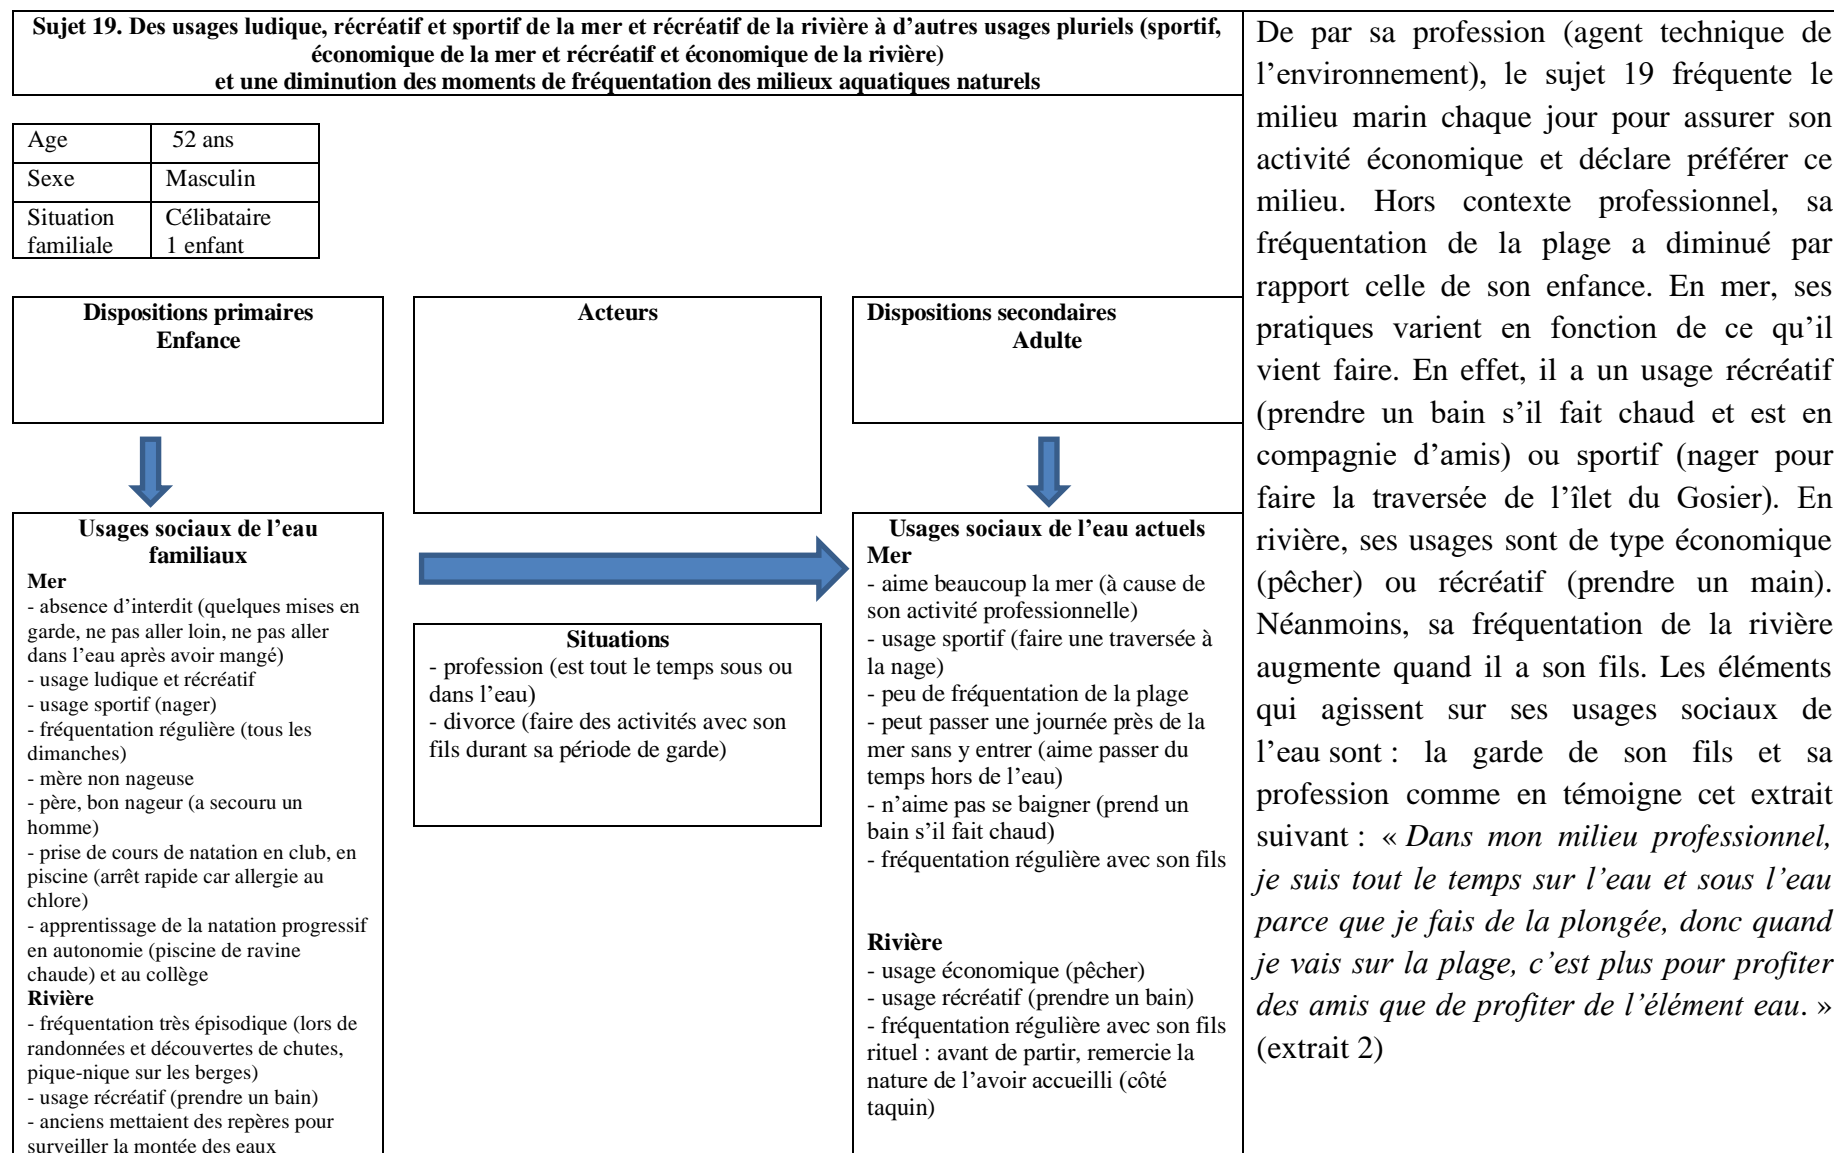 Sujet 19. Des usages ludique, récréatif et sportif de la mer et récréatif de la rivière à d’autres usages pluriels (sportif,
économique de la mer et récréatif et économique de la rivière)
et une diminution des moments de fréquentation des milieux aquatiques naturels
Age 52 ans
Sexe Masculin
Situation Célibataire
familiale 1 enfant
Dispositions primaires
Enfance
Acteurs
Dispositions secondaires
Adulte
Usages sociaux de l’eau
familiaux
Mer
- absence d’interdit (quelques mises en
garde, ne pas aller loin, ne pas aller
dans l’eau après avoir mangé)
- usage ludique et récréatif
- usage sportif (nager)
- fréquentation régulière (tous les
dimanches)
- mère non nageuse
- père, bon nageur (a secouru un
homme)
- prise de cours de natation en club, en
piscine (arrêt rapide car allergie au
chlore)
- apprentissage de la natation progressif
en autonomie (piscine de ravine
chaude) et au collège
Rivière
- fréquentation très épisodique (lors de
randonnées et découvertes de chutes,
pique-nique sur les berges)
- usage récréatif (prendre un bain)
- anciens mettaient des repères pour
surveiller la montée des eaux
Situations
- profession (est tout le temps sous ou
dans l’eau)
- divorce (faire des activités avec son
fils durant sa période de garde)
Usages sociaux de l’eau actuels
Mer
- aime beaucoup la mer (à cause de
son activité professionnelle)
- usage sportif (faire une traversée à
la nage)
- peu de fréquentation de la plage
- peut passer une journée près de la
mer sans y entrer (aime passer du
temps hors de l’eau)
- n’aime pas se baigner (prend un
bain s’il fait chaud)
- fréquentation régulière avec son fils
Rivière
- usage économique (pêcher)
- usage récréatif (prendre un bain)
- fréquentation régulière avec son fils
rituel : avant de partir, remercie la
nature de l’avoir accueilli (côté
taquin)
De par sa profession (agent technique de
l’environnement), le sujet 19 fréquente le
milieu marin chaque jour pour assurer son
activité économique et déclare préférer ce
milieu. Hors contexte professionnel, sa
fréquentation de la plage a diminué par
rapport celle de son enfance. En mer, ses
pratiques varient en fonction de ce qu’il
vient faire. En effet, il a un usage récréatif
(prendre un bain s’il fait chaud et est en
compagnie d’amis) ou sportif (nager pour
faire la traversée de l’îlet du Gosier). En
rivière, ses usages sont de type économique
(pêcher) ou récréatif (prendre un main).
Néanmoins, sa fréquentation de la rivière
augmente quand il a son fils. Les éléments
qui agissent sur ses usages sociaux de
l’eau sont : la garde de son fils et sa
profession comme en témoigne cet extrait
suivant : « Dans mon milieu professionnel,
je suis tout le temps sur l’eau et sous l’eau
parce que je fais de la plongée, donc quand
je vais sur la plage, c’est plus pour profiter
des amis que de profiter de l’élément eau. »
(extrait 2)